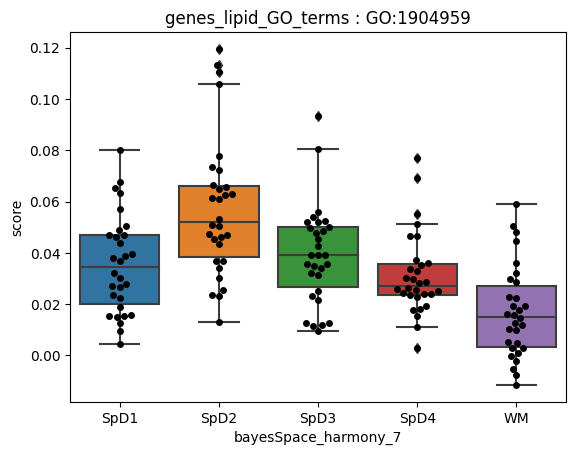 genes_lipid_GO_terms : GO:1904959
score
0.12
0.10
0.08
0.06
0.04
0.02
0.00
SpD1 SpD2 SpD3 SpD4 WM
bayesSpace_harmony_7